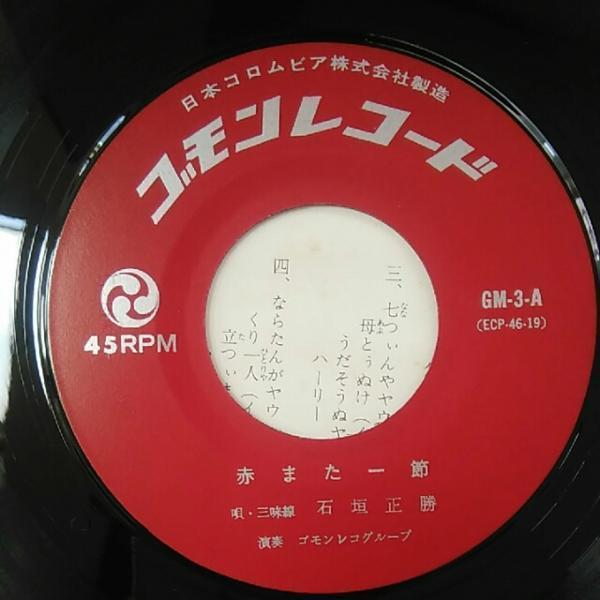 日本コロムビア株式会社製造
ゴモンレコード
45RPM
GM-3-A
(ECP-46-19)
三、七つぃんやヤウ
母とぅぬけ(イ
うだそうぬヤ
ハーリー
四、ならたんがヤウ
くり一人(イ
立つぃ
赤また一節
唄・三味線 石垣正勝
演奏 ゴモンレコグループ